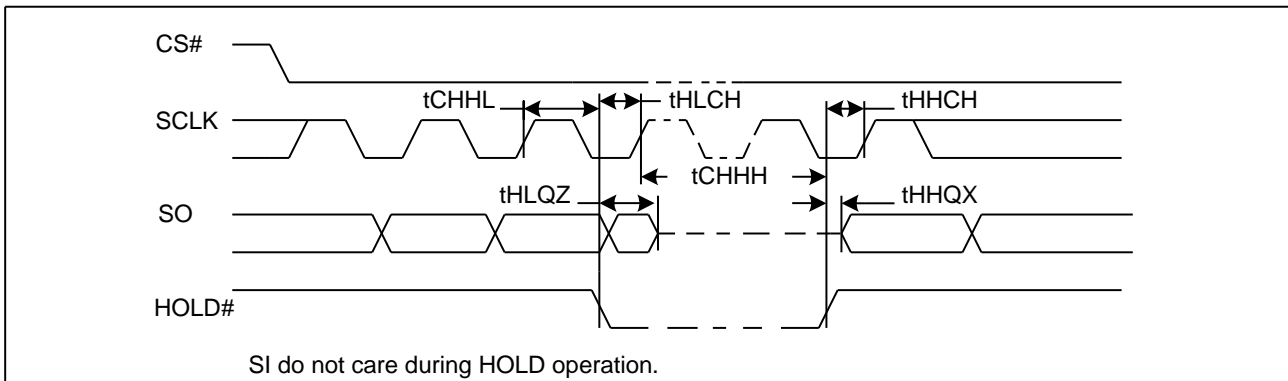 CS#
tCHHL
tHLCH
tHHCH
SCLK
tCHHH
tHLQZ
tHHQX
SO
HOLD#
SI do not care during HOLD operation.